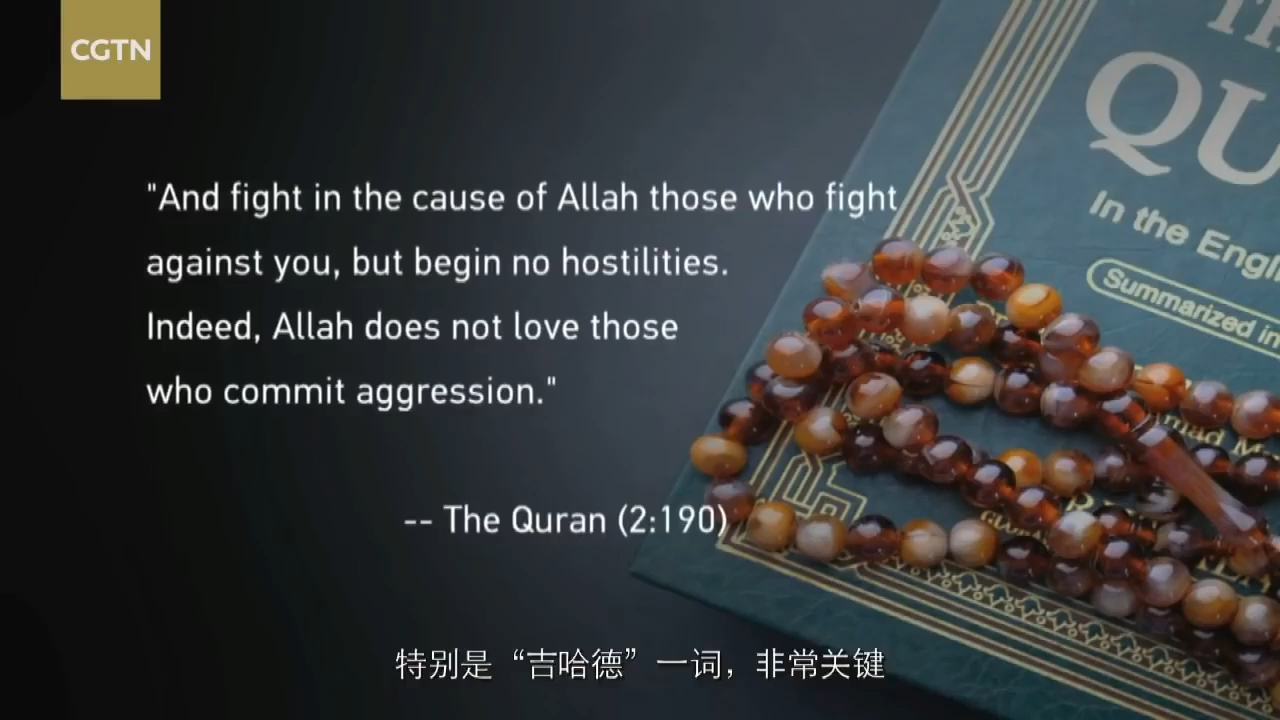 CGTN
"And fight in the cause of Allah those who fight
against you, but begin no hostilities.
Indeed, Allah does not love those
who commit aggression."
-- The Quran (2:190)
QU
In the Engl
Summarized in
特别是“吉哈德”一词，非常关键